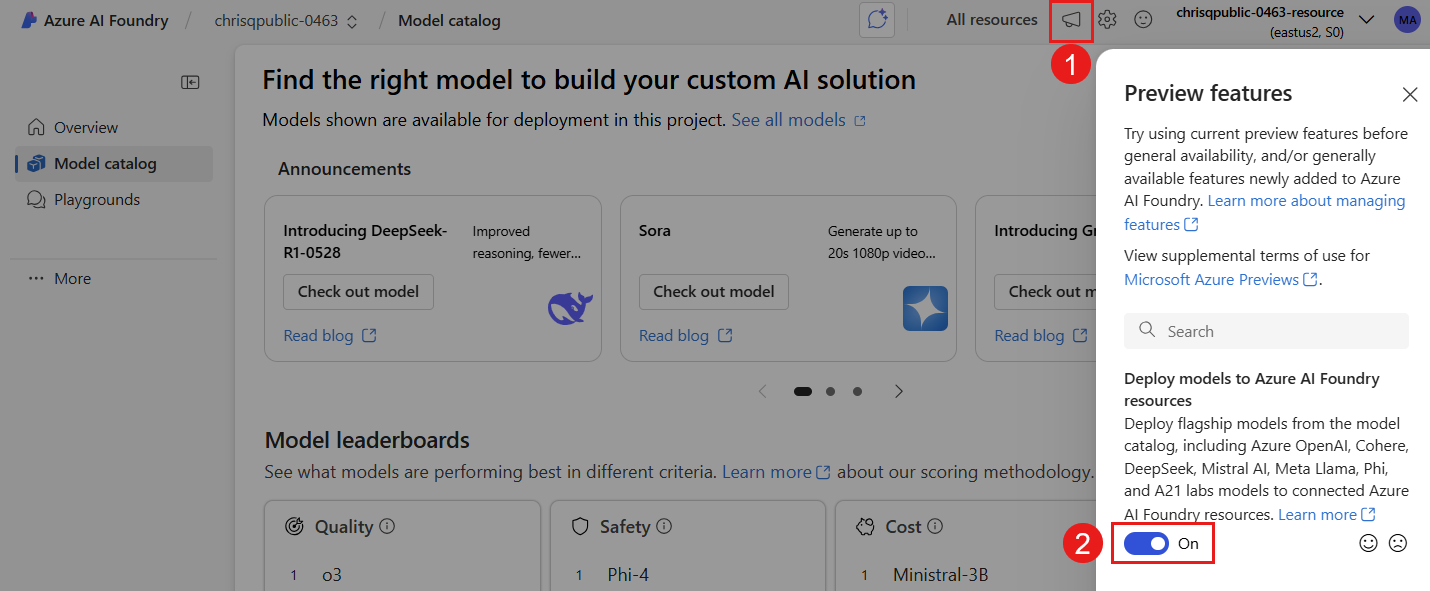 Azure AI Foundry / chrisqpublic-0463 / Model catalog
All resources
chrisqpublic-0463-resource
(eastus2, S0)
MA
1
Overview
Model catalog
Playgrounds
More
Find the right model to build your custom AI solution
Models shown are available for deployment in this project. See all models
Announcements
Introducing DeepSeek-
R1-0528
Improved
reasoning, fewer...
Check out model
Read blog
Sora
Generate up to
20s 1080p video...
Check out model
Read blog
Introducing Gr
Check out m
Read blog
Model leaderboards
See what models are performing best in different criteria. Learn more about our scoring methodology.
Quality
1 o3
Safety
1 Phi-4
Cost
1 Ministral-3B
Preview features
Try using current preview features before
general availability, and/or generally
available features newly added to Azure
AI Foundry. Learn more about managing
features
View supplemental terms of use for
Microsoft Azure Previews.
Search
Deploy models to Azure AI Foundry
resources
Deploy flagship models from the model
catalog, including Azure OpenAI, Cohere,
DeepSeek, Mistral AI, Meta Llama, Phi,
and A21 labs models to connected Azure
AI Foundry resources. Learn more
2
On